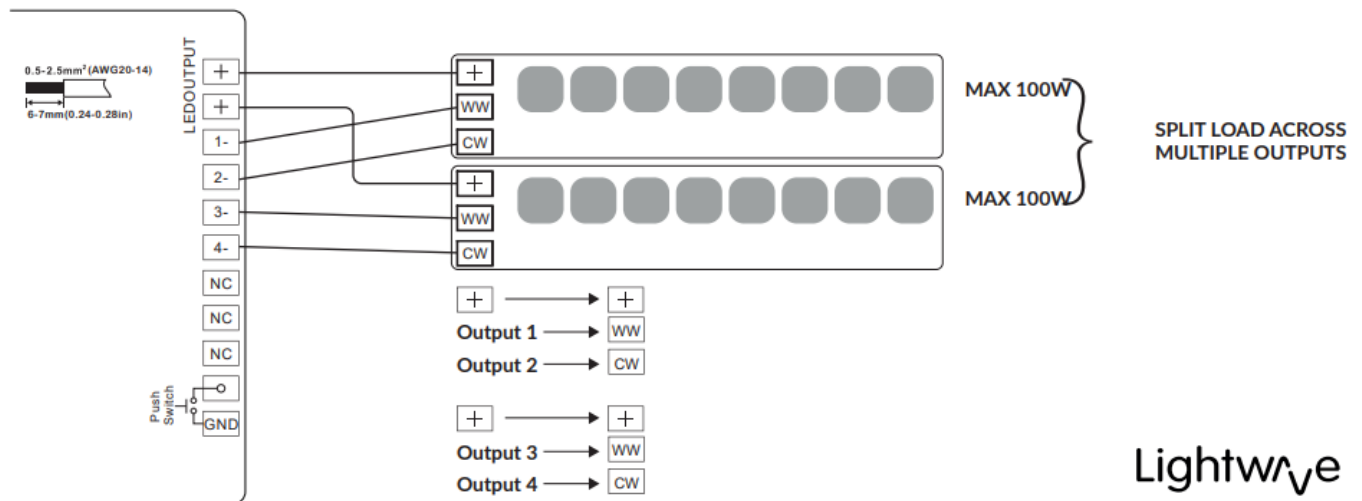 0.5-2.5mm²(AWG20-14)
6-7mm(0.24-0.28in)
LEDOUTPUT
+
+
1-
2-
3-
4-
NC
NC
NC
Push
Switch
GND
+
WW
CW
MAX 100W
+
WW
CW
MAX 100W
SPLIT LOAD ACROSS
MULTIPLE OUTPUTS
+ +
Output 1 WW
Output 2 CW
+ +
Output 3 WW
Output 4 CW
Lightwave